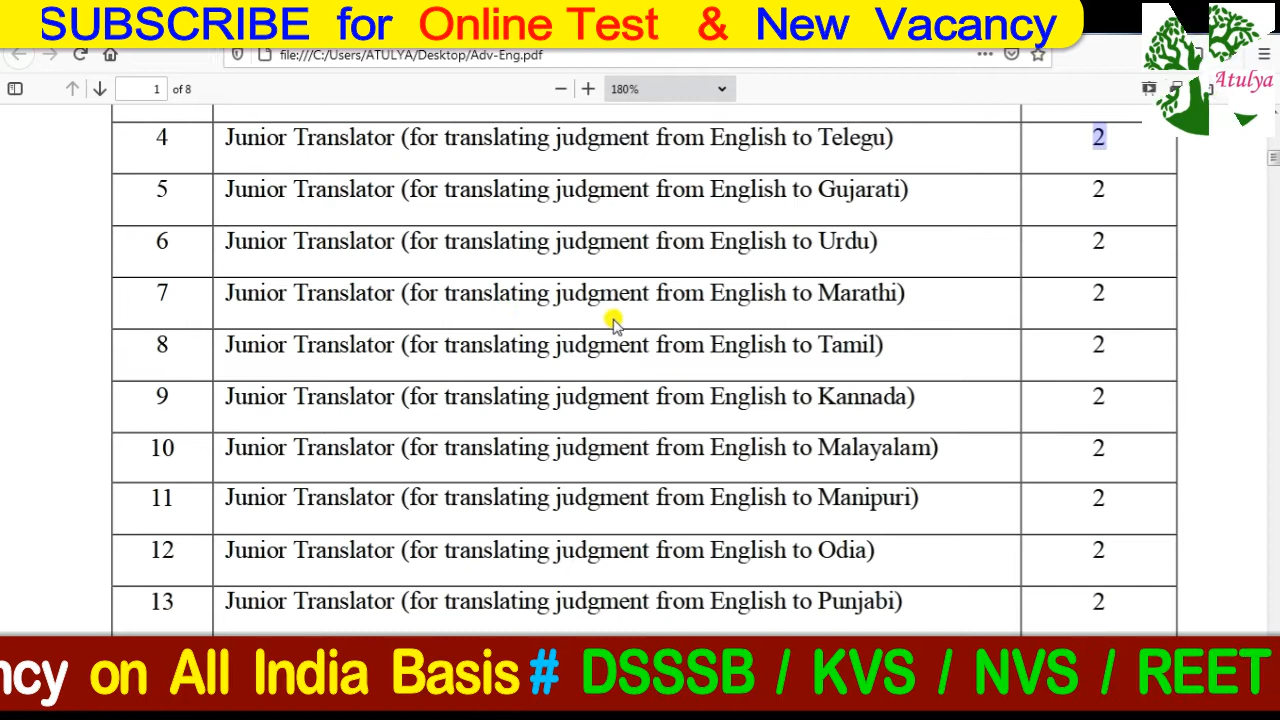 SUBSCRIBE for Online Test & New Vacancy
Atulya
file:///C:/Users/ATULYA/Desktop/Adv-Eng.pdf
1 of 8
180%
4 Junior Translator (for translating judgment from English to Telegu) 2
5 Junior Translator (for translating judgment from English to Gujarati) 2
6 Junior Translator (for translating judgment from English to Urdu) 2
7 Junior Translator (for translating judgment from English to Marathi) 2
8 Junior Translator (for translating judgment from English to Tamil) 2
9 Junior Translator (for translating judgment from English to Kannada) 2
10 Junior Translator (for translating judgment from English to Malayalam) 2
11 Junior Translator (for translating judgment from English to Manipuri) 2
12 Junior Translator (for translating judgment from English to Odia) 2
13 Junior Translator (for translating judgment from English to Punjabi) 2
ncy on All India Basis # DSSSB / KVS / NVS / REET